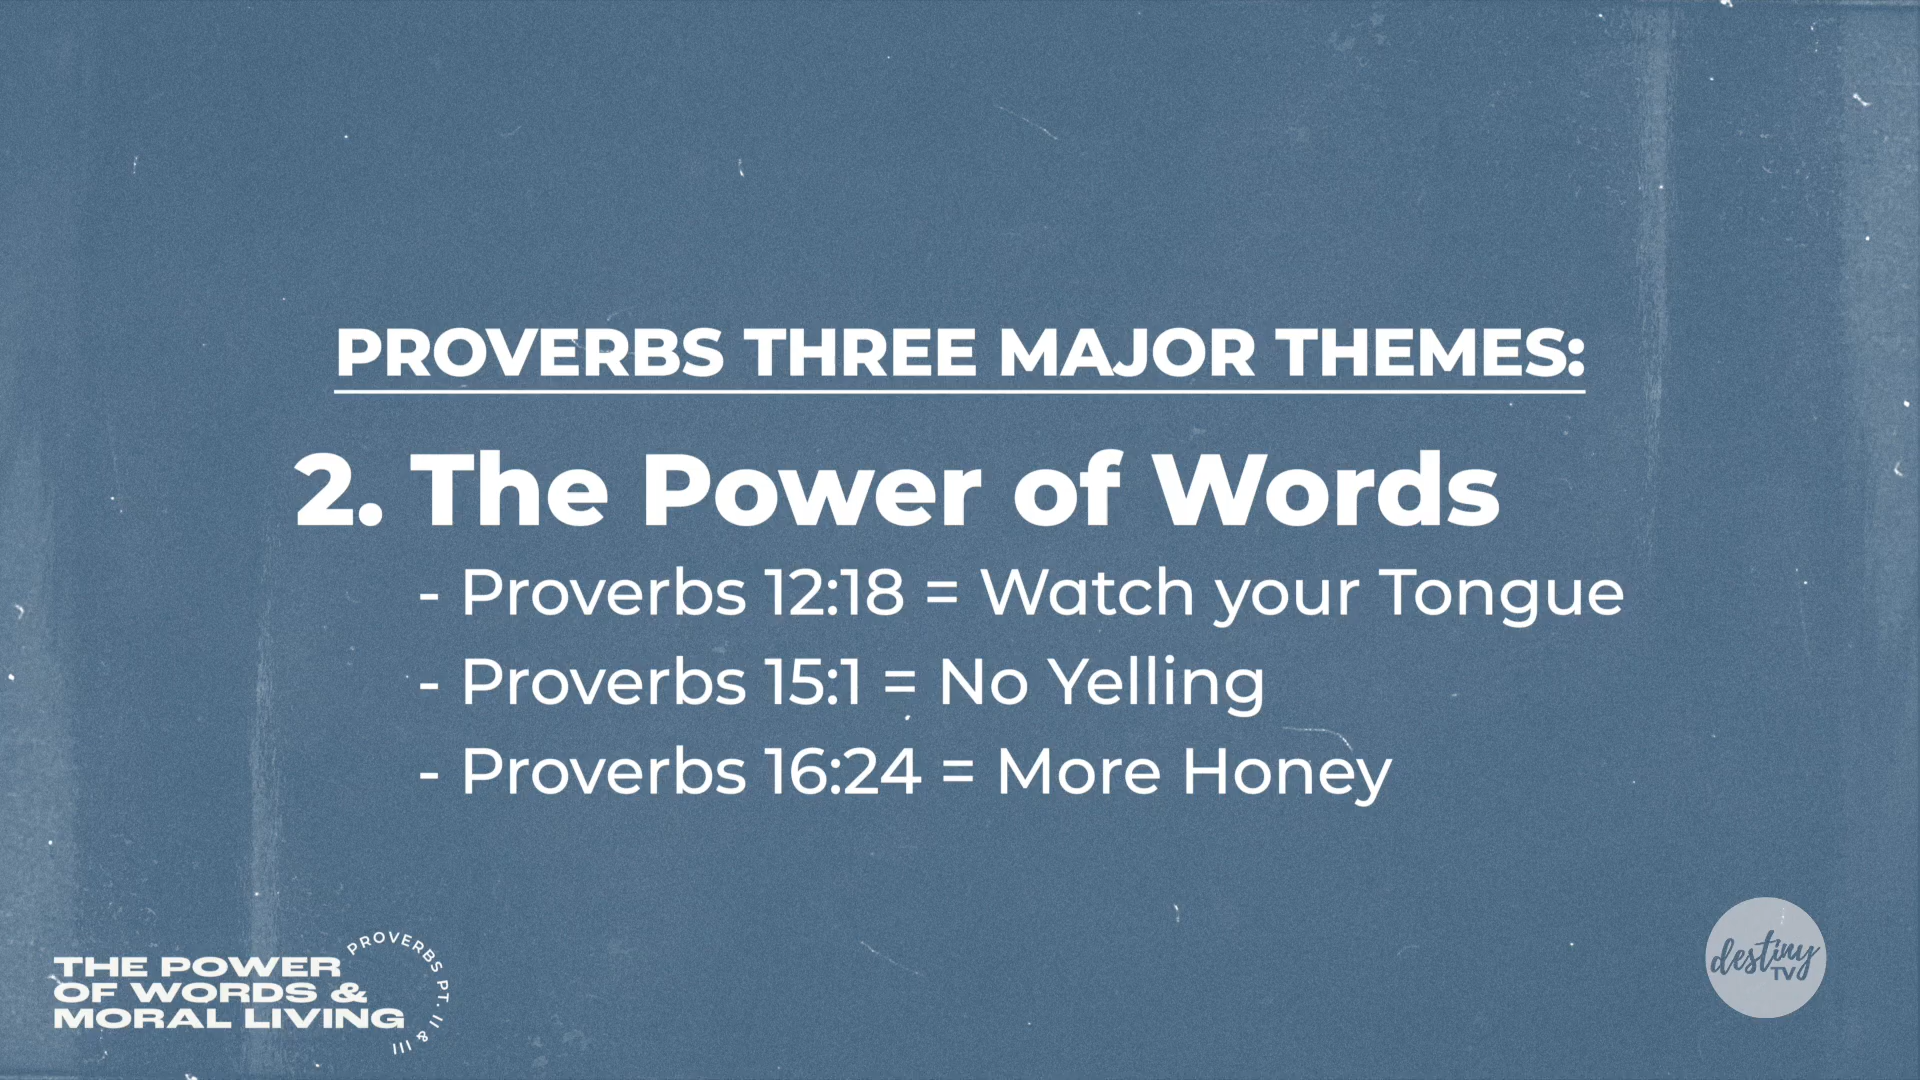 PROVERBS THREE MAJOR THEMES:
2. The Power of Words
- Proverbs 12:18 = Watch your Tongue
- Proverbs 15:1 = No Yelling
- Proverbs 16:24 = More Honey
THE POWER
OF WORDS &
MORAL LIVING
PROVERBS PT. II & III
destiny
TV